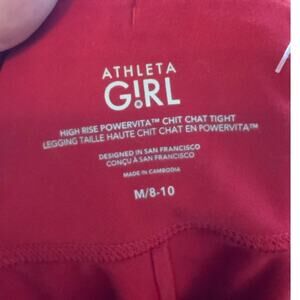 ATHLETA
G!RL
HIGH RISE POWERVITA™ CHIT CHAT TIGHT
LEGGING TAILLE HAUTE CHIT CHAT EN POWERVITA™
DESIGNED IN SAN FRANCISCO
CONÇU À SAN FRANCISCO
MADE IN CAMBODIA
M/8-10